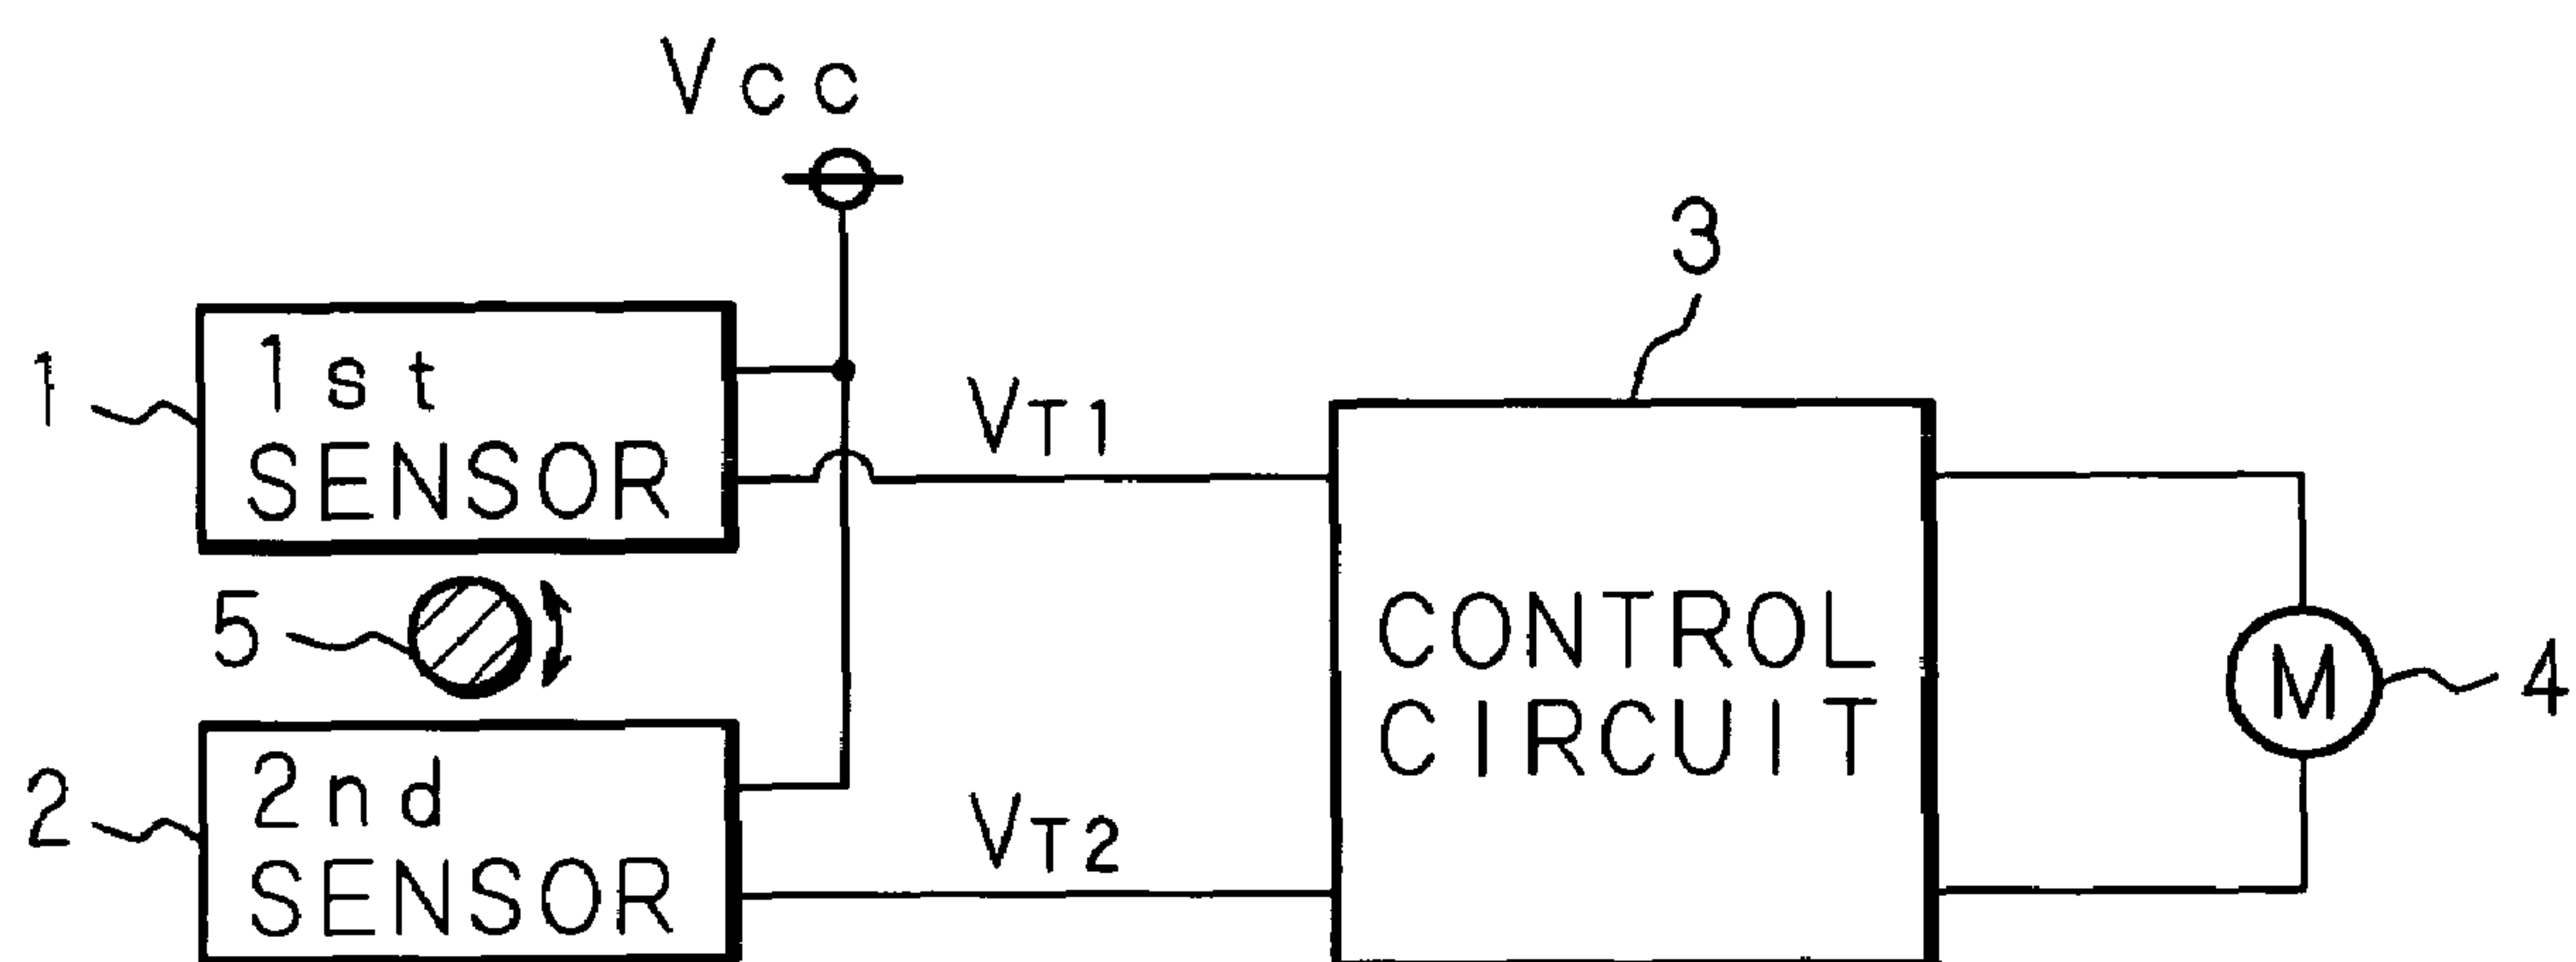 VCC
3
1
1st
SENSOR
VT1
5
CONTROL
CIRCUIT
M
4
2
2nd
SENSOR
VT2